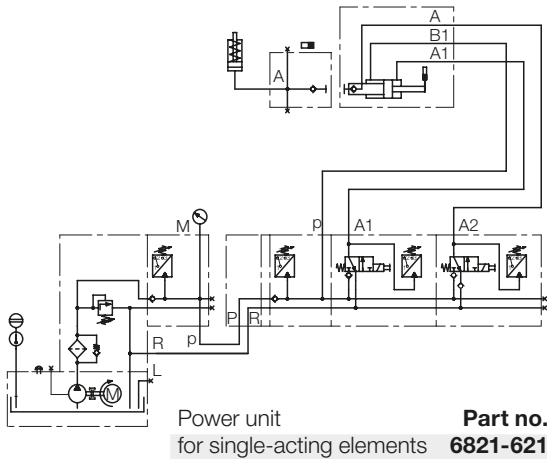 A
B1
A
A1
M
p
A1
A2
P
R
R
p
L
M
Power unit Part no.
for single-acting elements 6821-621